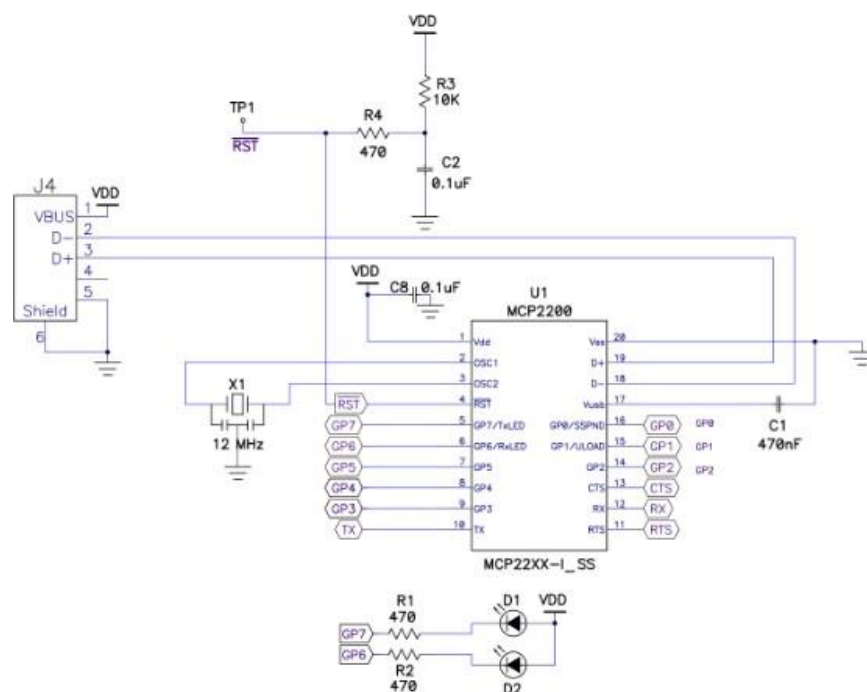 VDD
R3
10K
TP1
R4
RST
470
C2
0.1uF
J4
VDD
VBUS 1
D- 2
D+ 3
4
5
Shield
6
VDD
C8 0.1uF
U1
MCP2200
1 Vdd Vss 20
2 OSC1 D+ 19
3 OSC2 D- 18
RST 4 RST Vusb 17
GP7 5 GP7/TxLED GP0/SSPND 16 GP0 GP0
GP6 6 GP6/RxLED GP1/ULOAD 15 GP1 GP1
GP5 7 GP5 GP2 14 GP2 GP2
GP4 8 GP4 CTS 13 CTS
GP3 9 GP3 RX 12 RX
TX 10 TX RTS 11 RTS
X1
12 MHz
C1
470nF
MCP22XX-I_SS
R1
470
D1
VDD
GP7
GP6
R2
470
D2